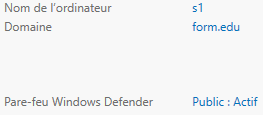 Nom de l'ordinateur s1
Domaine form.edu
Pare-feu Windows Defender Public : Actif